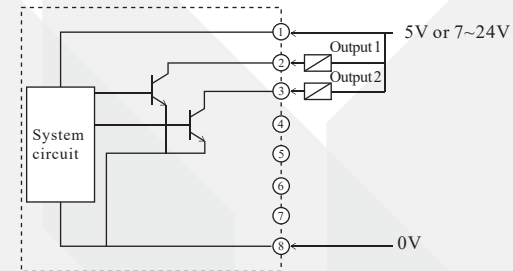 1
5V or 7~24V
Output 1
2
Output 2
3
4
System
circuit
5
6
7
8
0V